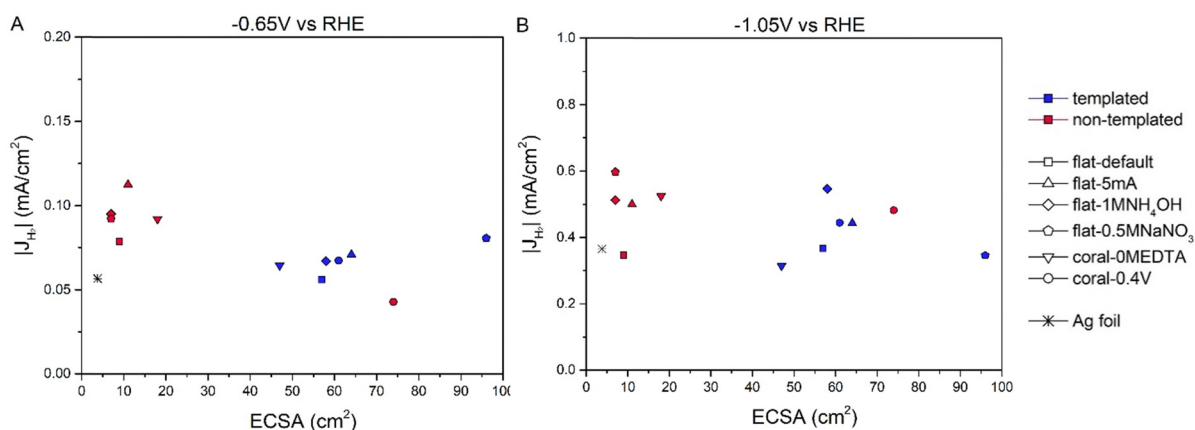 A
-0.65V vs RHE
0.20
0.15
0.10
0.05
0.00
|J_H₂| (mA/cm²)
0 10 20 30 40 50 60 70 80 90 100
ECSA (cm²)
B
-1.05V vs RHE
1.0
0.8
0.6
0.4
0.2
0.0
|J_H₂| (mA/cm²)
0 10 20 30 40 50 60 70 80 90 100
ECSA (cm²)
templated
non-templated
flat-default
flat-5mA
flat-1MNH₄OH
flat-0.5MNaNO₃
coral-0MEDTA
coral-0.4V
Ag foil